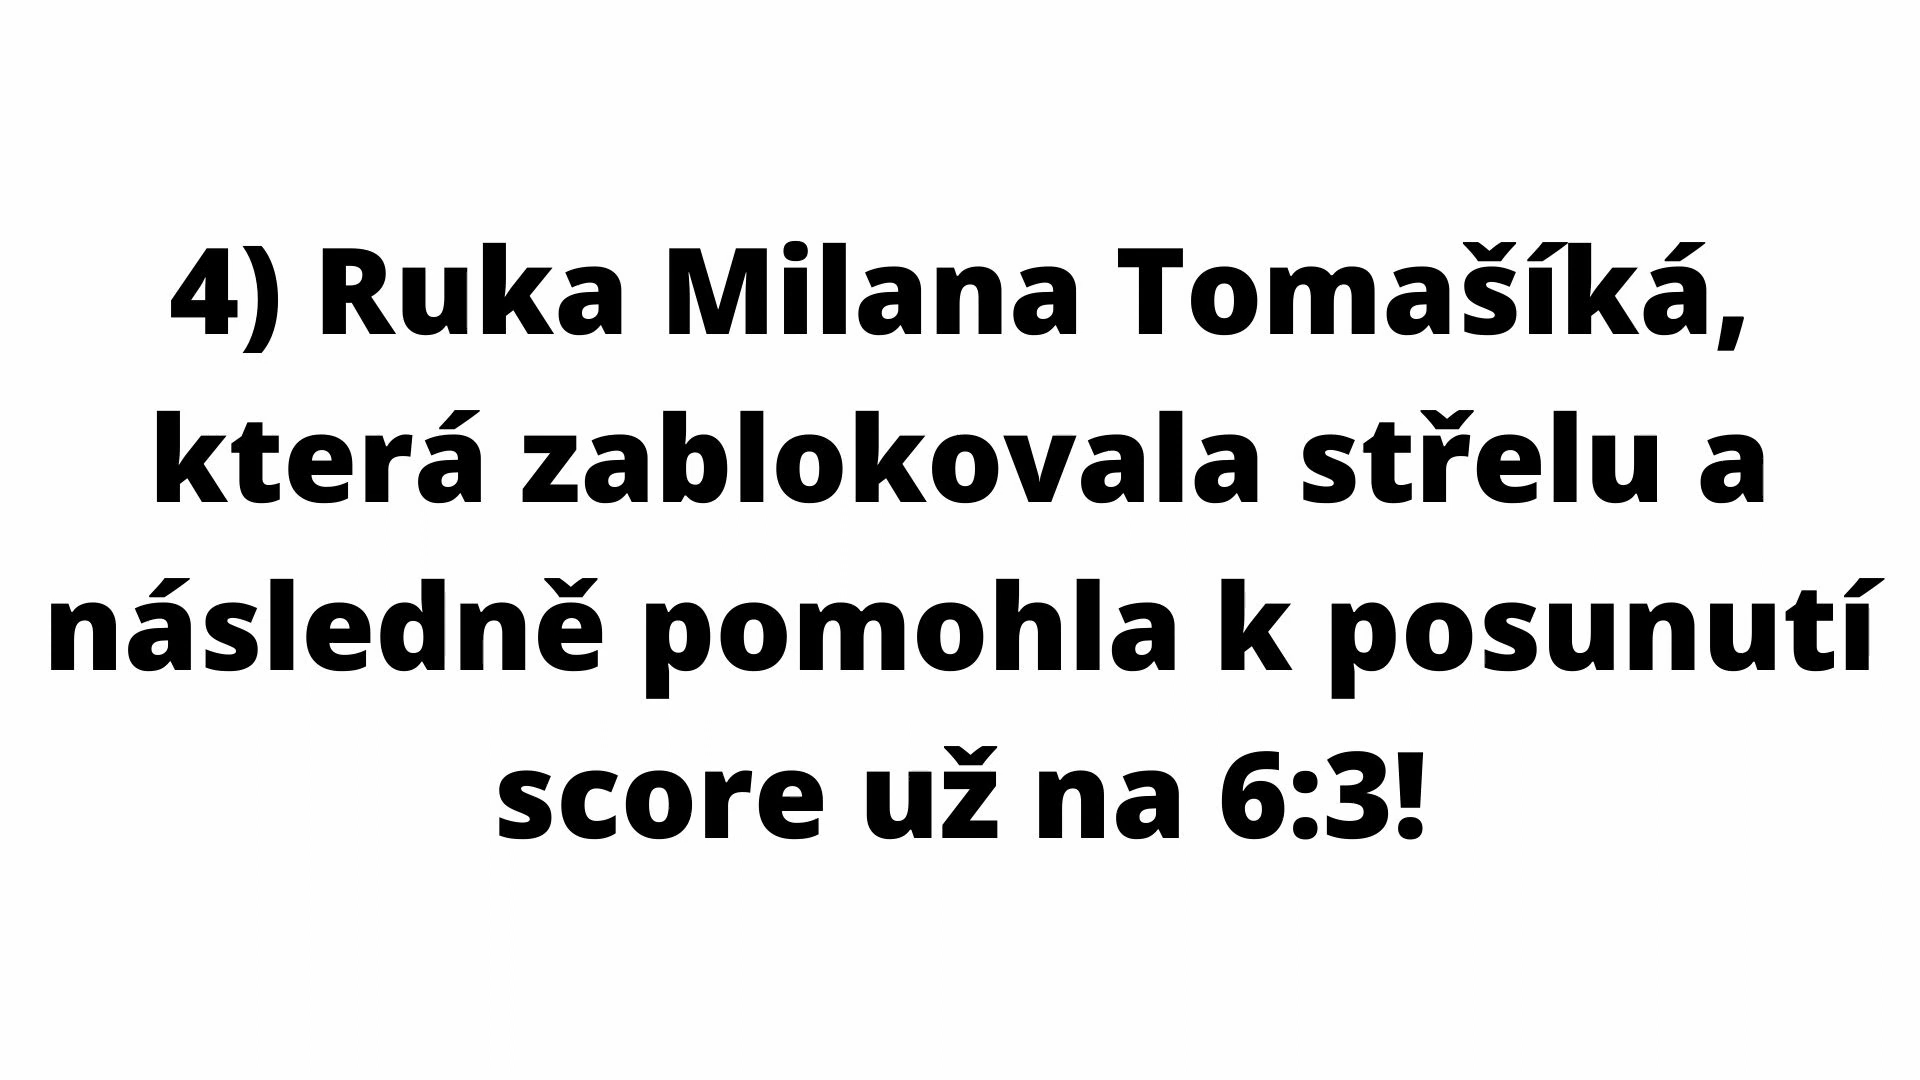 4) Ruka Milana Tomašíká,
která zablokovala střelu a
následně pomohla k posunutí
score už na 6:3!